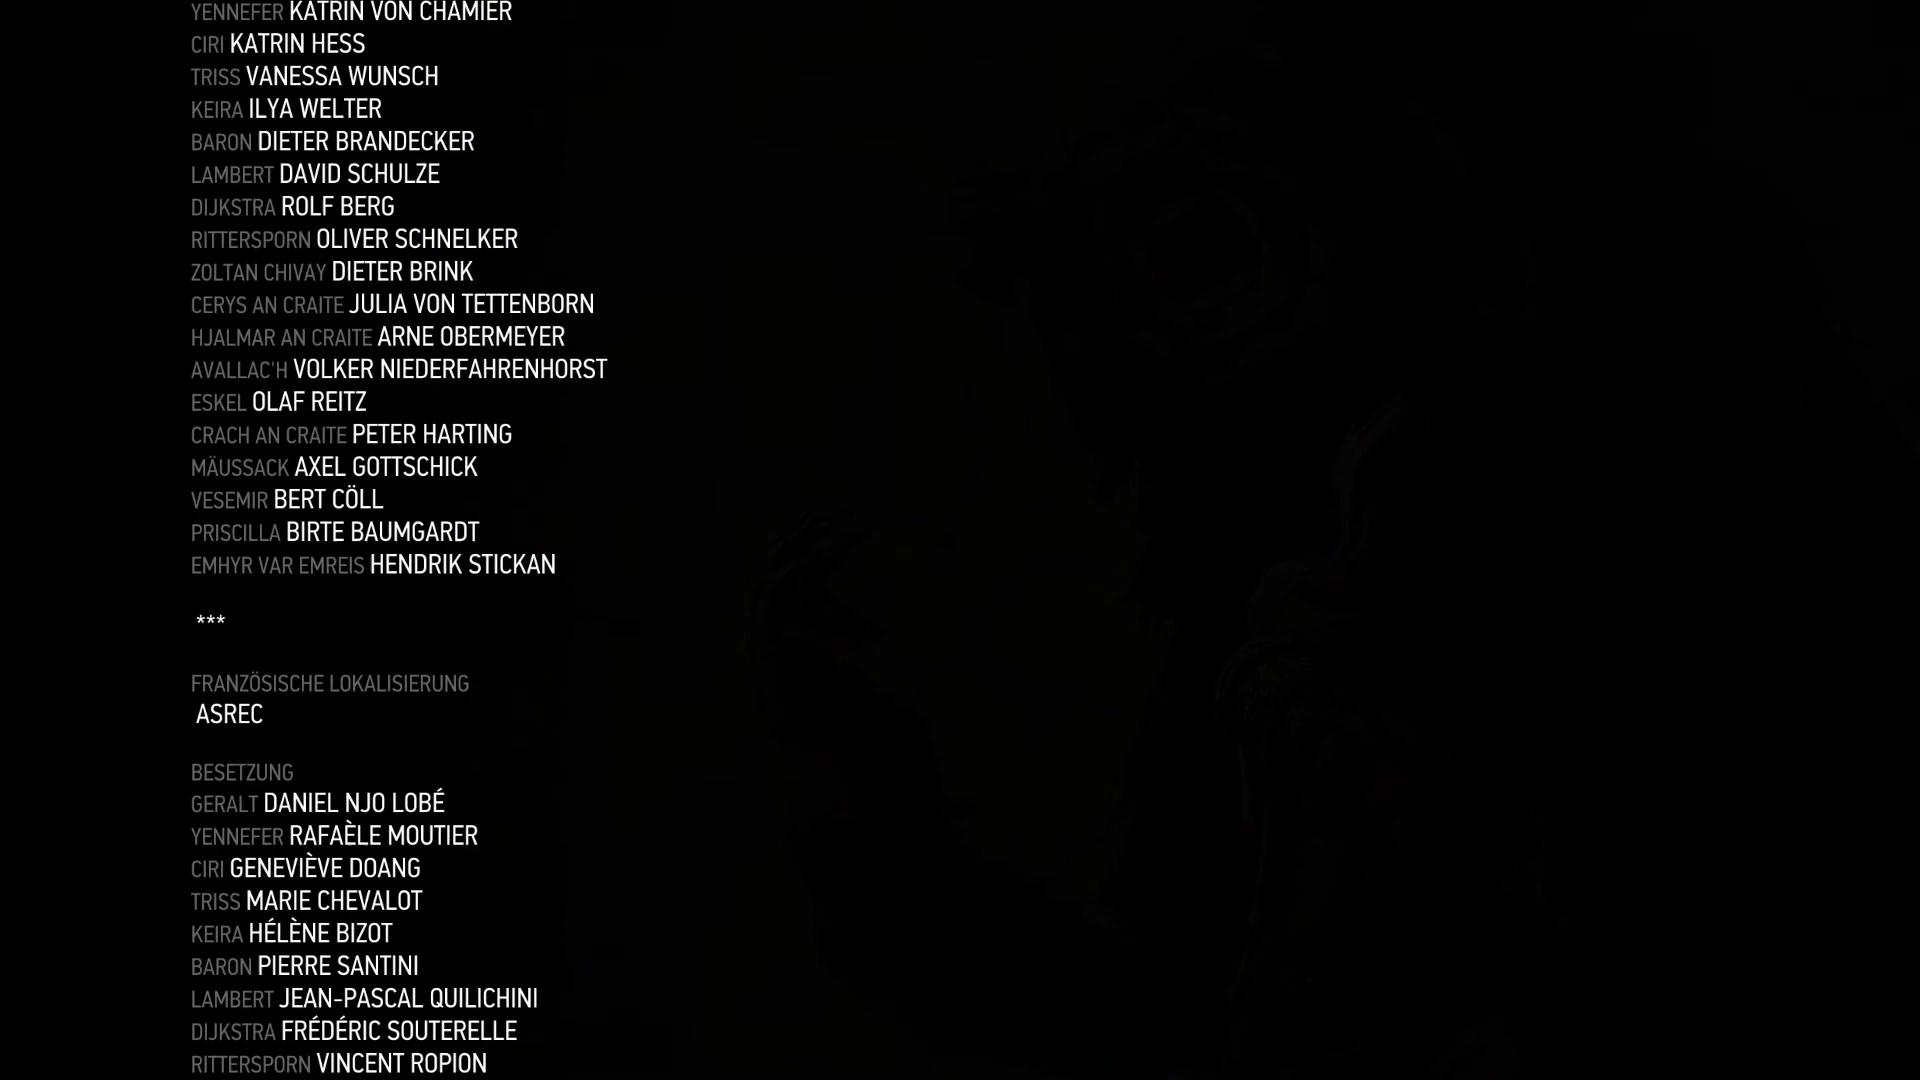 YENNEFER KATRIN VON CHAMIER
CIRI KATRIN HESS
TRISS VANESSA WUNSCH
KEIRA ILYA WELTER
BARON DIETER BRANDECKER
LAMBERT DAVID SCHULZE
DIJKSTRA ROLF BERG
RITTERSPORN OLIVER SCHNELKER
ZOLTAN CHIVAY DIETER BRINK
CERYS AN CRAITE JULIA VON TETTENBORN
HJALMAR AN CRAITE ARNE OBERMEYER
AVALLAC'H VOLKER NIEDERFAHRENHORST
ESKEL OLAF REITZ
CRACH AN CRAITE PETER HARTING
MÄUSSACK AXEL GOTTSCHICK
VESEMIR BERT CÖLL
PRISCILLA BIRTE BAUMGARDT
EMHYR VAR EMREIS HENDRIK STICKAN
***
FRANZÖSISCHE LOKALISIERUNG
ASREC
BESETZUNG
GERALT DANIEL NJO LOBÉ
YENNEFER RAFAÈLE MOUTIER
CIRI GENEVIÈVE DOANG
TRISS MARIE CHEVALOT
KEIRA HÉLÈNE BIZOT
BARON PIERRE SANTINI
LAMBERT JEAN-PASCAL QUILICHINI
DIJKSTRA FRÉDÉRIC SOUTERELLE
RITTERSPORN VINCENT ROPION